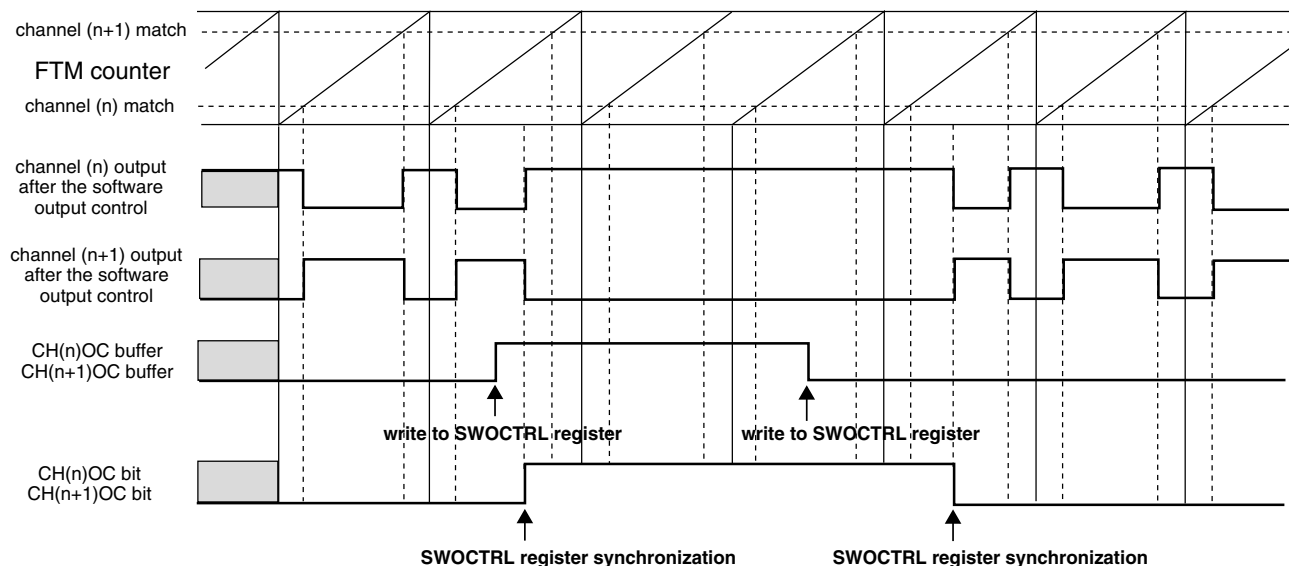 channel (n+1) match
FTM counter
channel (n) match
channel (n) output
after the software
output control
channel (n+1) output
after the software
output control
CH(n)OC buffer
CH(n+1)OC buffer
write to SWOCTRL register
write to SWOCTRL register
CH(n)OC bit
CH(n+1)OC bit
SWOCTRL register synchronization
SWOCTRL register synchronization